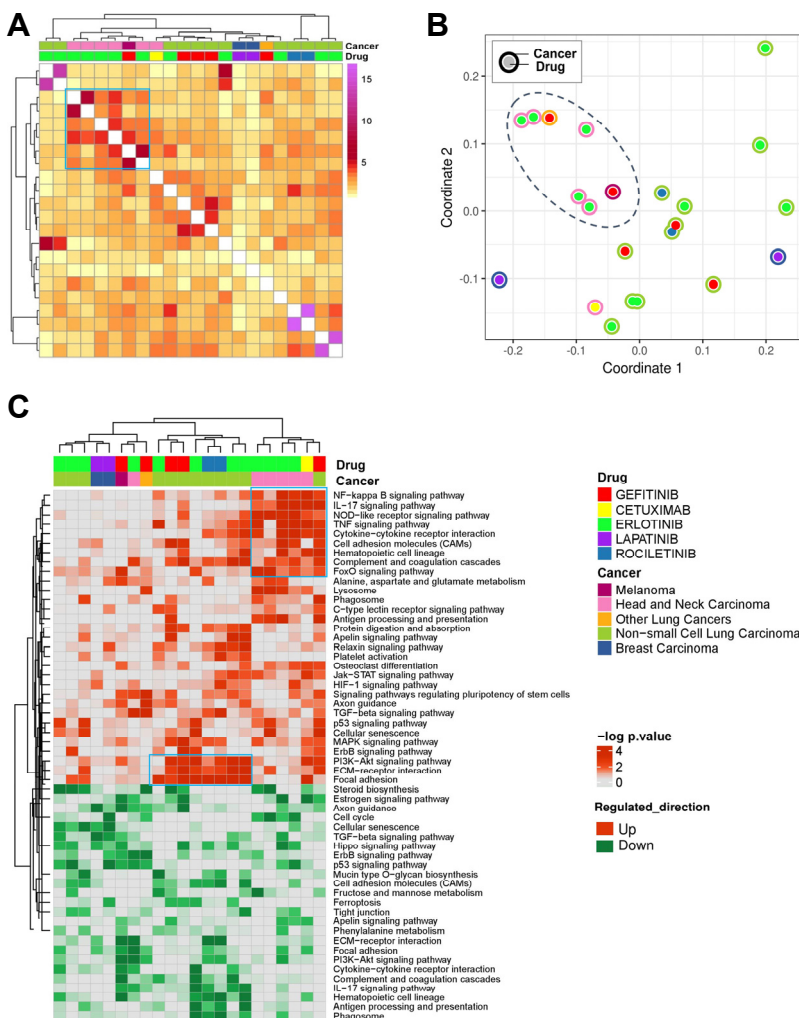 A
Cancer
Drug
15
10
5
B
Cancer
Drug
0.2
0.1
0.0
-0.1
Coordinate 2
-0.2
-0.1
0.0
0.1
0.2
Coordinate 1
C
Drug
Cancer
NF-kappa B signaling pathway
IL-17 signaling pathway
NOD-like receptor signaling pathway
TNF signaling pathway
Cytokine-cytokine receptor interaction
Cell adhesion molecules (CAMs)
Hematopoietic cell lineage
Complement and coagulation cascades
FoxO signaling pathway
Alanine, aspartate and glutamate metabolism
Lysosome
Phagosome
C-type lectin receptor signaling pathway
Antigen processing and presentation
Protein digestion and absorption
Apelin signaling pathway
Relaxin signaling pathway
Platelet activation
Osteoclast differentiation
Jak-STAT signaling pathway
HIF-1 signaling pathway
Signaling pathways regulating pluripotency of stem cells
Axon guidance
TGF-beta signaling pathway
p53 signaling pathway
Cellular senescence
MAPK signaling pathway
ErbB signaling pathway
PI3K-Akt signaling pathway
ECM-receptor interaction
Focal adhesion
Steroid biosynthesis
Estrogen signaling pathway
Axon guidance
Cell cycle
Cellular senescence
TGF-beta signaling pathway
Hippo signaling pathway
ErbB signaling pathway
p53 signaling pathway
Mucin type O-glycan biosynthesis
Cell adhesion molecules (CAMs)
Fructose and mannose metabolism
Ferroptosis
Tight junction
Apelin signaling pathway
Phenylalanine metabolism
ECM-receptor interaction
Focal adhesion
PI3K-Akt signaling pathway
Cytokine-cytokine receptor interaction
Complement and coagulation cascades
IL-17 signaling pathway
Hematopoietic cell lineage
Antigen processing and presentation
Phagosome
Drug
GEFITINIB
CETUXIMAB
ERLOTINIB
LAPATINIB
ROCILETINIB
Cancer
Melanoma
Head and Neck Carcinoma
Other Lung Cancers
Non-small Cell Lung Carcinoma
Breast Carcinoma
-log p.value
4
2
0
Regulated_direction
Up
Down